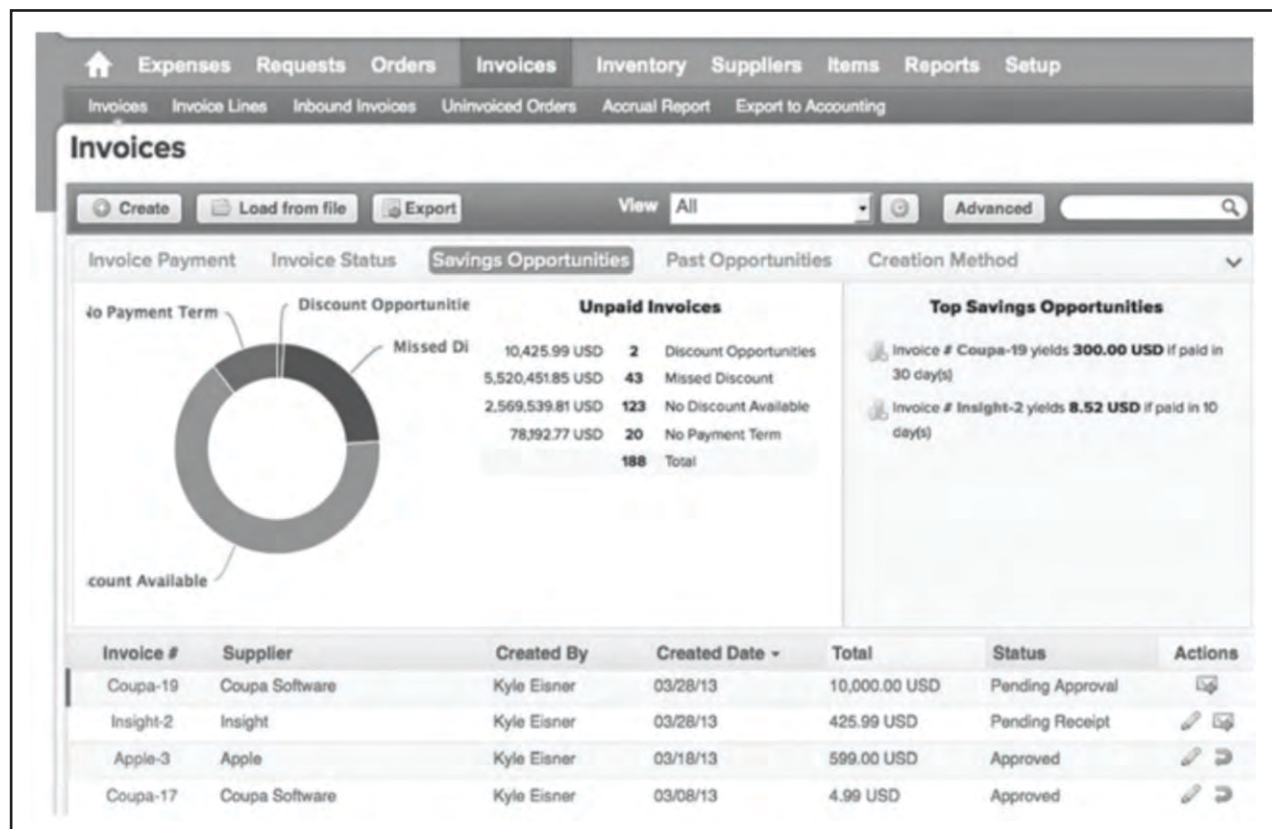 Expenses Requests Orders Invoices Inventory Suppliers Items Reports Setup
Invoices Invoice Lines Inbound Invoices Uninvoiced Orders Accrual Report Export to Accounting
Invoices
Create Load from file Export View All Advanced
Invoice Payment Invoice Status Savings Opportunities Past Opportunities Creation Method
No Payment Term
Discount Opportunitie
Missed Di
count Available
Unpaid Invoices
10,425.99 USD 2 Discount Opportunities
5,520,451.85 USD 43 Missed Discount
2,569,539.81 USD 123 No Discount Available
78,192.77 USD 20 No Payment Term
188 Total
Top Savings Opportunities
Invoice # Coupa-19 yields 300.00 USD if paid in
30 day(s)
Invoice # Insight-2 yields 8.52 USD if paid in 10
day(s)
Invoice # Supplier Created By Created Date Total Status Actions
Coupa-19 Coupa Software Kyle Eisner 03/28/13 10,000.00 USD Pending Approval
Insight-2 Insight Kyle Eisner 03/28/13 425.99 USD Pending Receipt
Apple-3 Apple Kyle Eisner 03/18/13 599.00 USD Approved
Coupa-17 Coupa Software Kyle Eisner 03/08/13 4.99 USD Approved